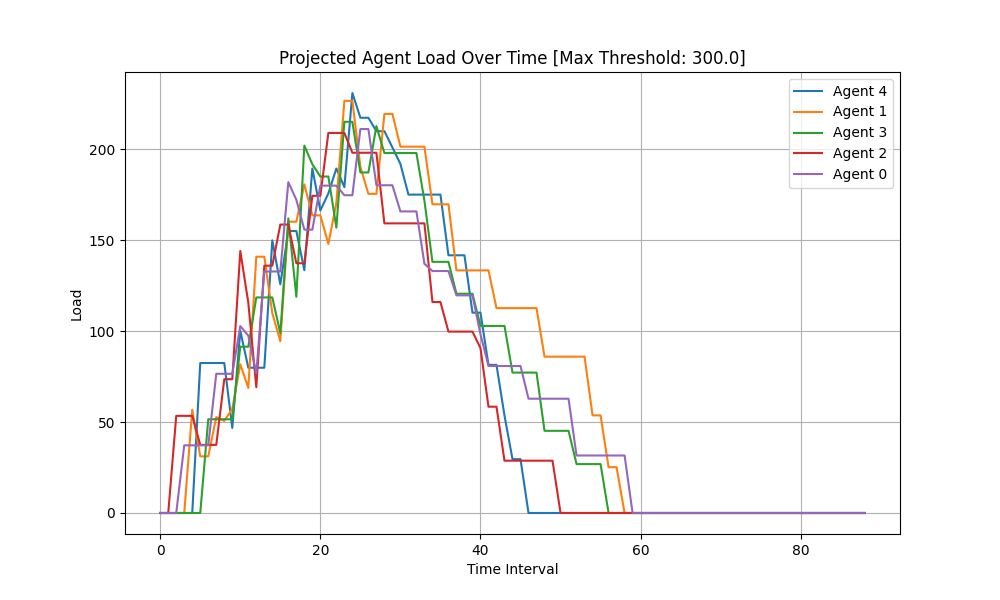 Projected Agent Load Over Time [Max Threshold: 300.0]
Agent 4
Agent 1
Agent 3
Agent 2
Agent 0
200
150
100
50
0
Load
0
20
40
60
80
Time Interval